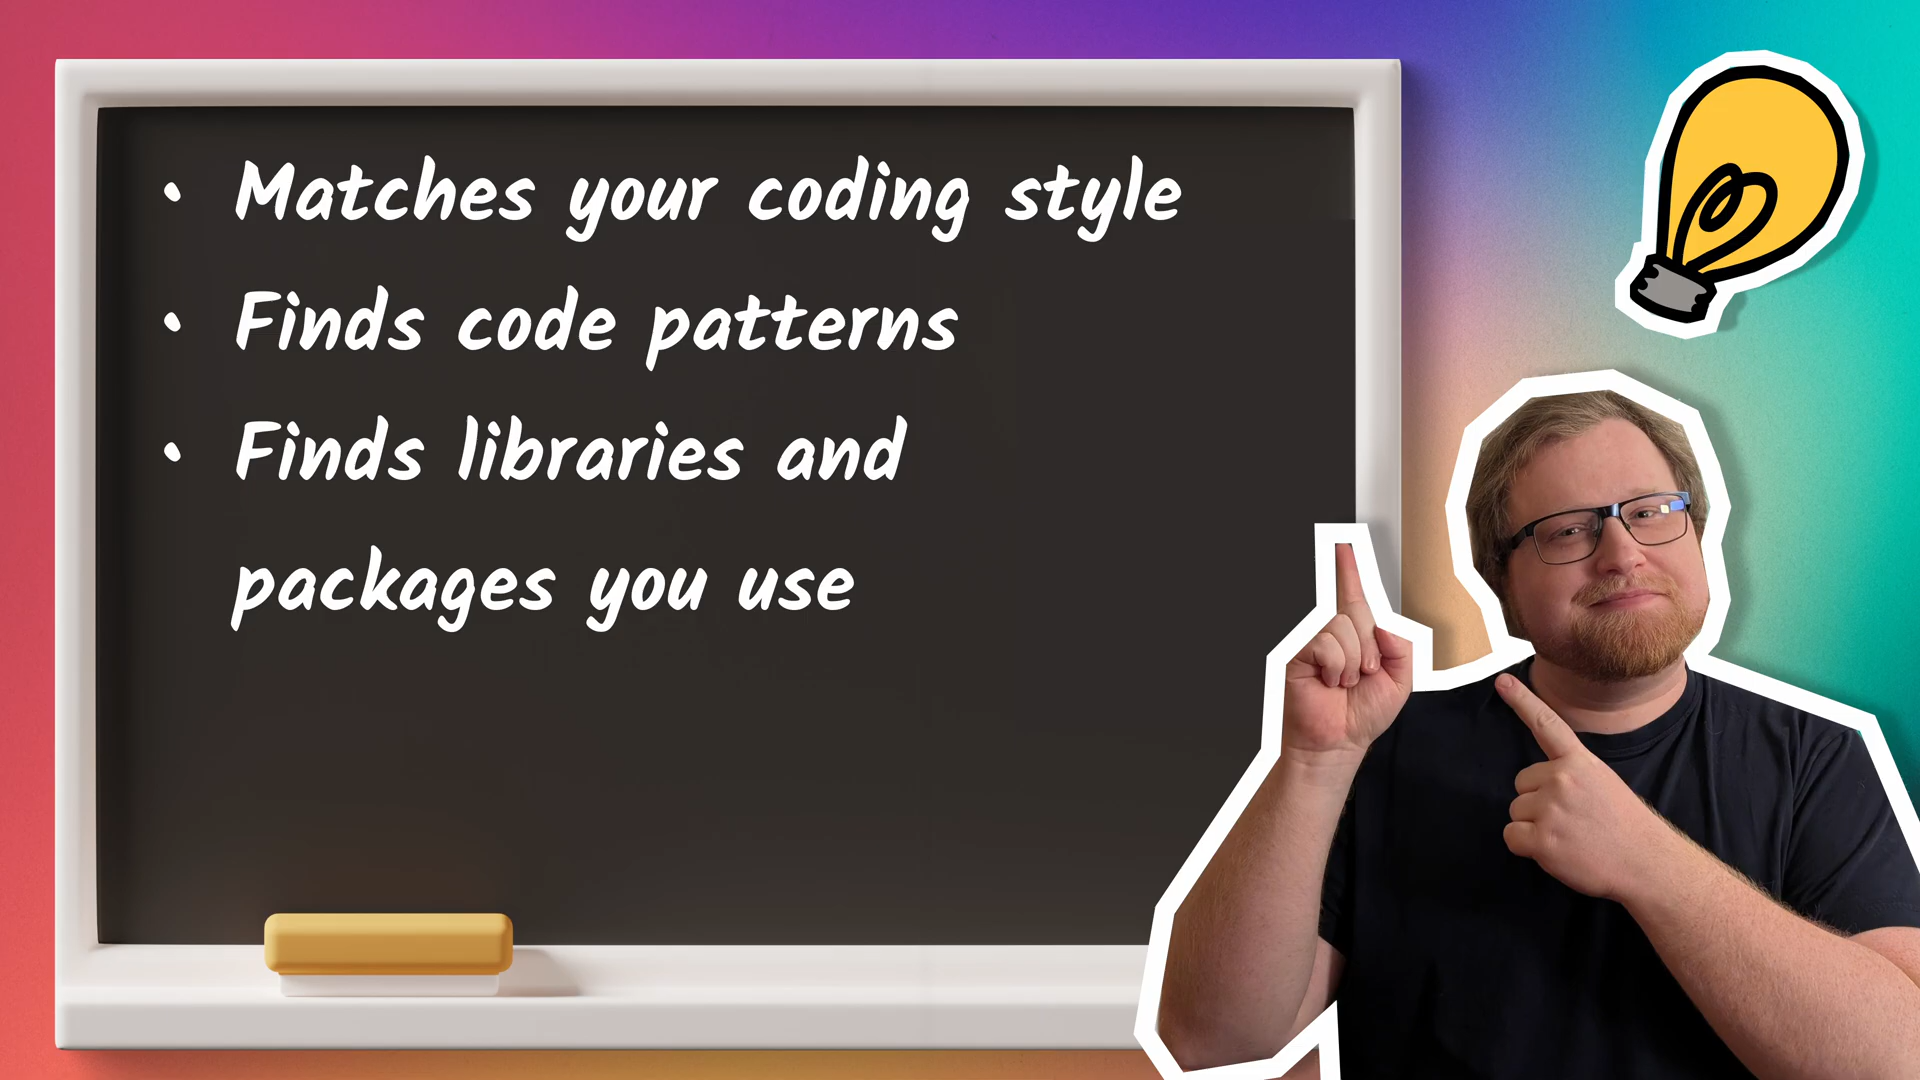 • Matches your coding style
• Finds code patterns
• Finds libraries and
packages you use